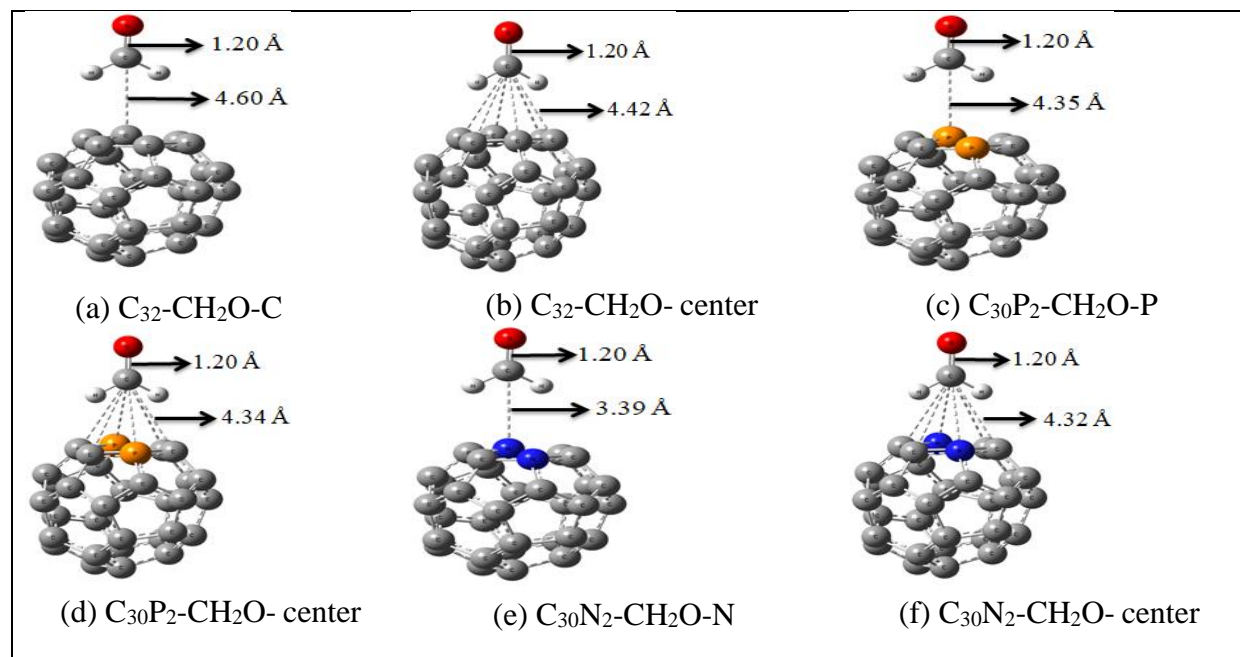 1.20 Å
4.60 Å
(a) C₃₂-CH₂O-C
1.20 Å
4.42 Å
(b) C₃₂-CH₂O- center
1.20 Å
4.35 Å
(c) C₃₀P₂-CH₂O-P
1.20 Å
4.34 Å
(d) C₃₀P₂-CH₂O- center
1.20 Å
3.39 Å
(e) C₃₀N₂-CH₂O-N
1.20 Å
4.32 Å
(f) C₃₀N₂-CH₂O- center